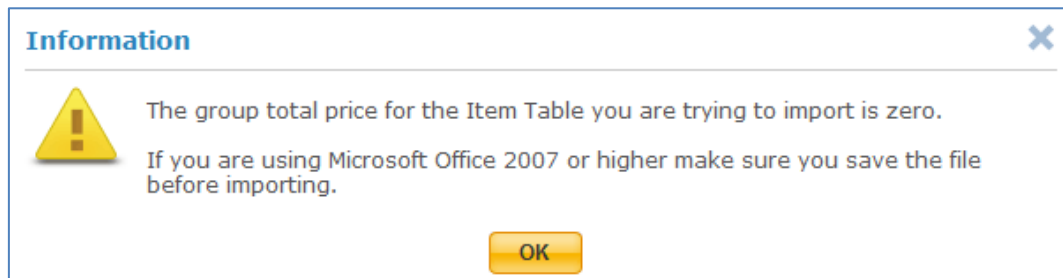 Information
The group total price for the Item Table you are trying to import is zero.
If you are using Microsoft Office 2007 or higher make sure you save the file
before importing.
OK